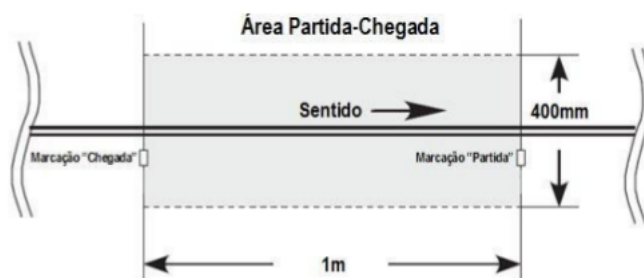 Área Partida-Chegada
Sentido
400mm
Marcação "Chegada"
Marcação "Partida"
1m